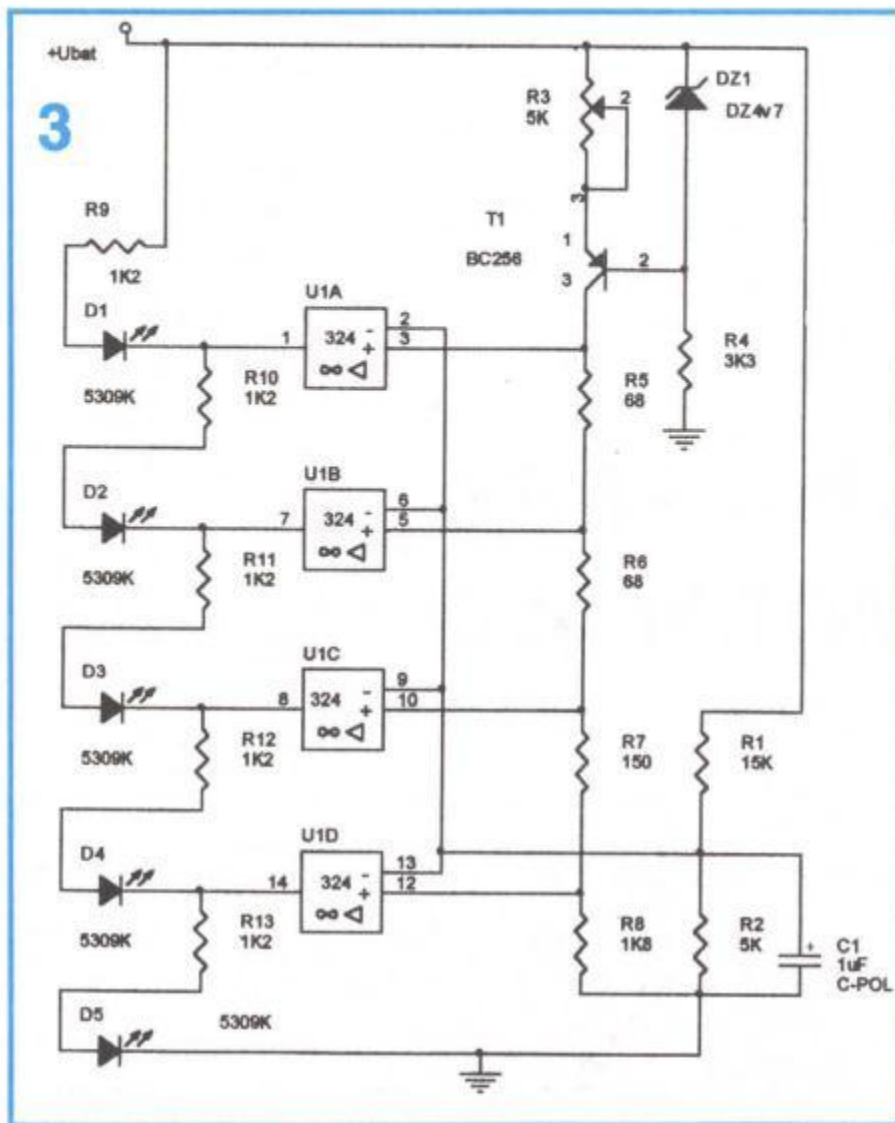 +Ubat
3
R3
5K
2
3
DZ1
DZ4v7
T1
BC256
1
2
3
R9
1K2
D1
5309K
R10
1K2
U1A
324
-
+
1
2
3
R5
68
R4
3K3
D2
5309K
R11
1K2
U1B
324
-
+
7
6
5
R6
68
D3
5309K
R12
1K2
U1C
324
-
+
8
9
10
R7
150
R1
15K
D4
5309K
R13
1K2
U1D
324
-
+
14
13
12
R8
1K8
R2
5K
+
C1
1uF
C-POL
D5
5309K